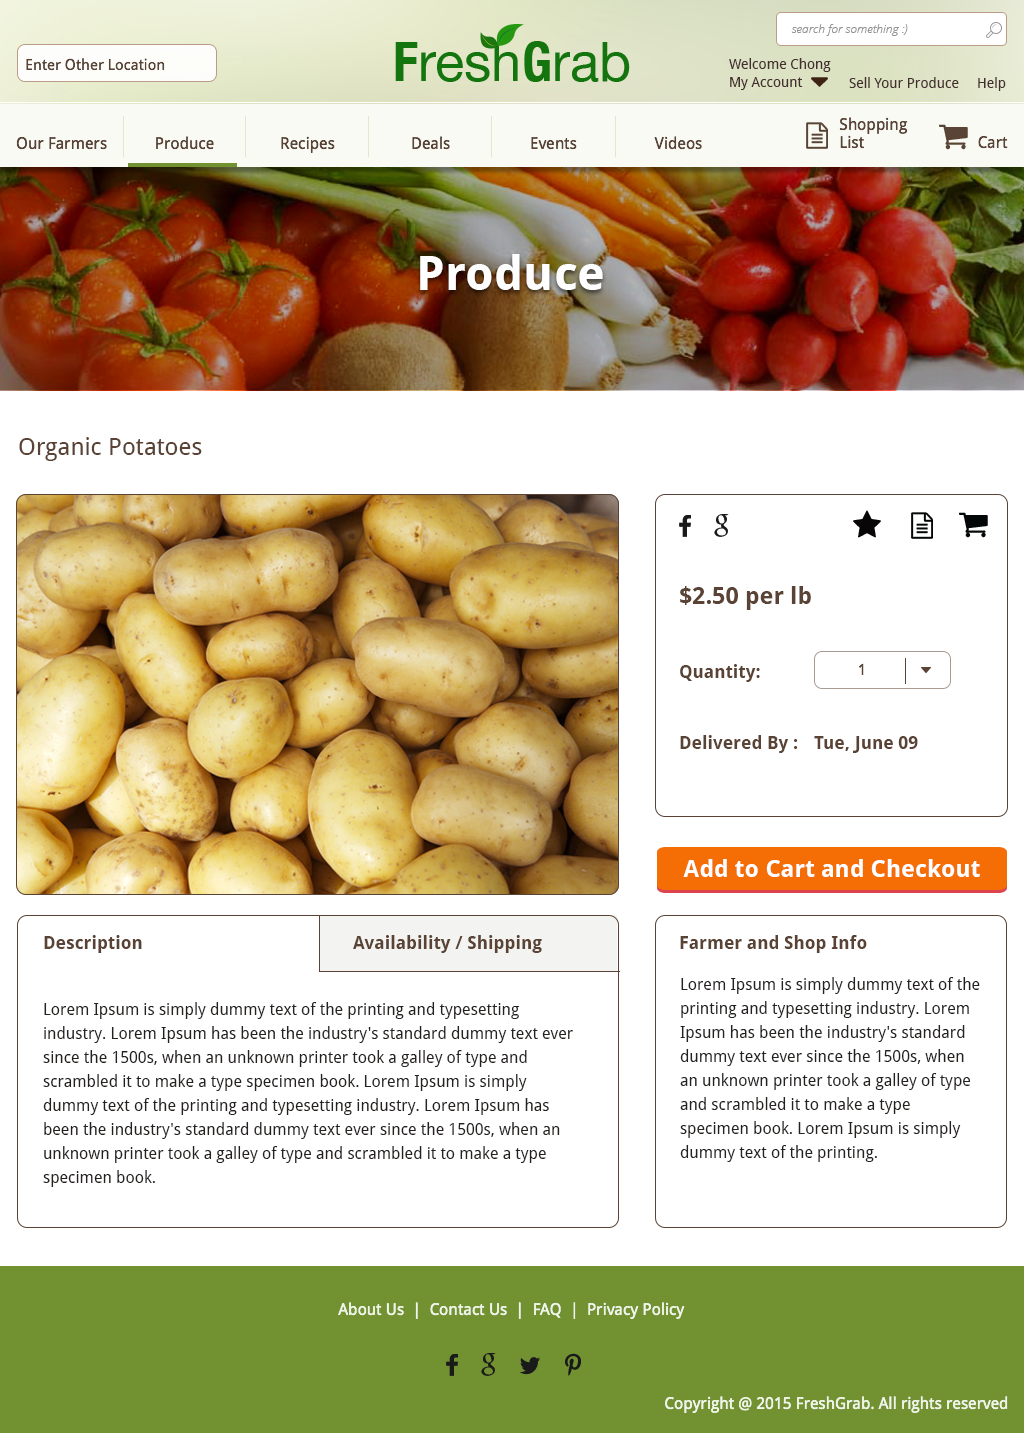 search for something :)
Enter Other Location
FreshGrab
Welcome Chong
My Account
Sell Your Produce
Help
Our Farmers
Produce
Recipes
Deals
Events
Videos
Shopping
List
Cart
Produce
Organic Potatoes
$2.50 per lb
Quantity:
1
Delivered By : Tue, June 09
Add to Cart and Checkout
Description
Availability / Shipping
Lorem Ipsum is simply dummy text of the printing and typesetting
industry. Lorem Ipsum has been the industry's standard dummy text ever
since the 1500s, when an unknown printer took a galley of type and
scrambled it to make a type specimen book. Lorem Ipsum is simply
dummy text of the printing and typesetting industry. Lorem Ipsum has
been the industry's standard dummy text ever since the 1500s, when an
unknown printer took a galley of type and scrambled it to make a type
specimen book.
Farmer and Shop Info
Lorem Ipsum is simply dummy text of the
printing and typesetting industry. Lorem
Ipsum has been the industry's standard
dummy text ever since the 1500s, when
an unknown printer took a galley of type
and scrambled it to make a type
specimen book. Lorem Ipsum is simply
dummy text of the printing.
About Us | Contact Us | FAQ | Privacy Policy
Copyright @ 2015 FreshGrab. All rights reserved